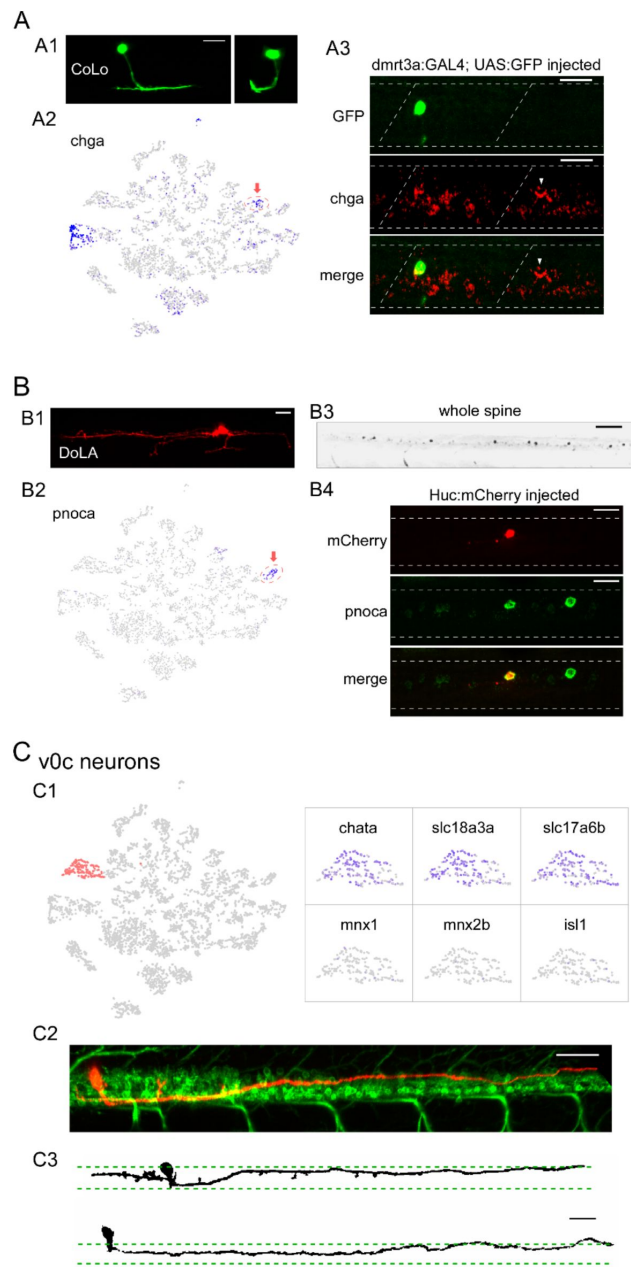 A
A1
CoLo
A2
chga
A3
dmrt3a:GAL4; UAS:GFP injected
GFP
chga
merge
B
B1
DoLA
B2
pnoca
B3
whole spine
B4
Huc:mCherry injected
mCherry
pnoca
merge
C v0c neurons
C1
chata slc18a3a slc17a6b
mnx1 mnx2b isl1
C2
C3